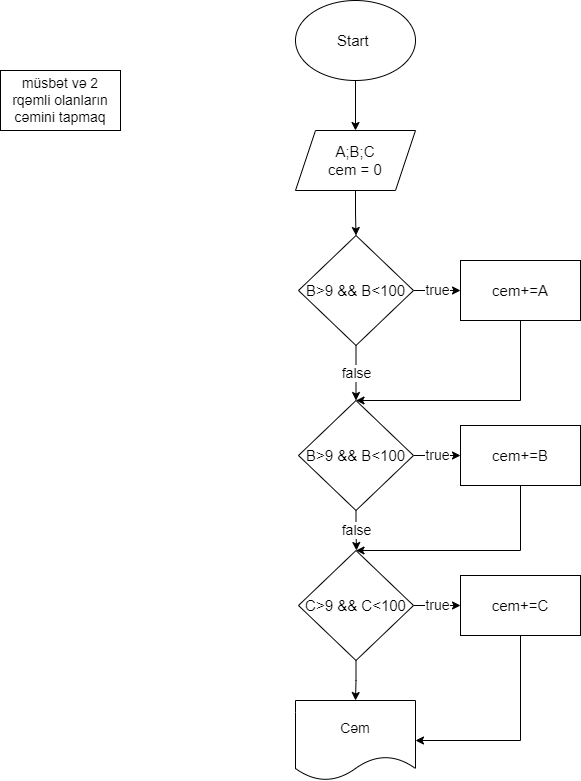 Start
müsbət və 2
rqəmli olanların
cəmini tapmaq
A;B;C
cem = 0
B>9 && B<100
true
cem+=A
false
B>9 && B<100
true
cem+=B
false
C>9 && C<100
true
cem+=C
Cəm